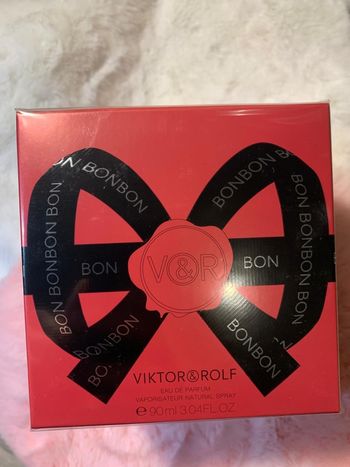 BON BONBON BON
BONBON
BONBON
BONBON BON
BON
V&R
BON
BONBON
BO
BONBON
BON
VIKTOR&ROLF
EAU DE PARFUM
VAPORISATEUR NATURAL SPRAY
℮ 90ml 3.04FL.OZ